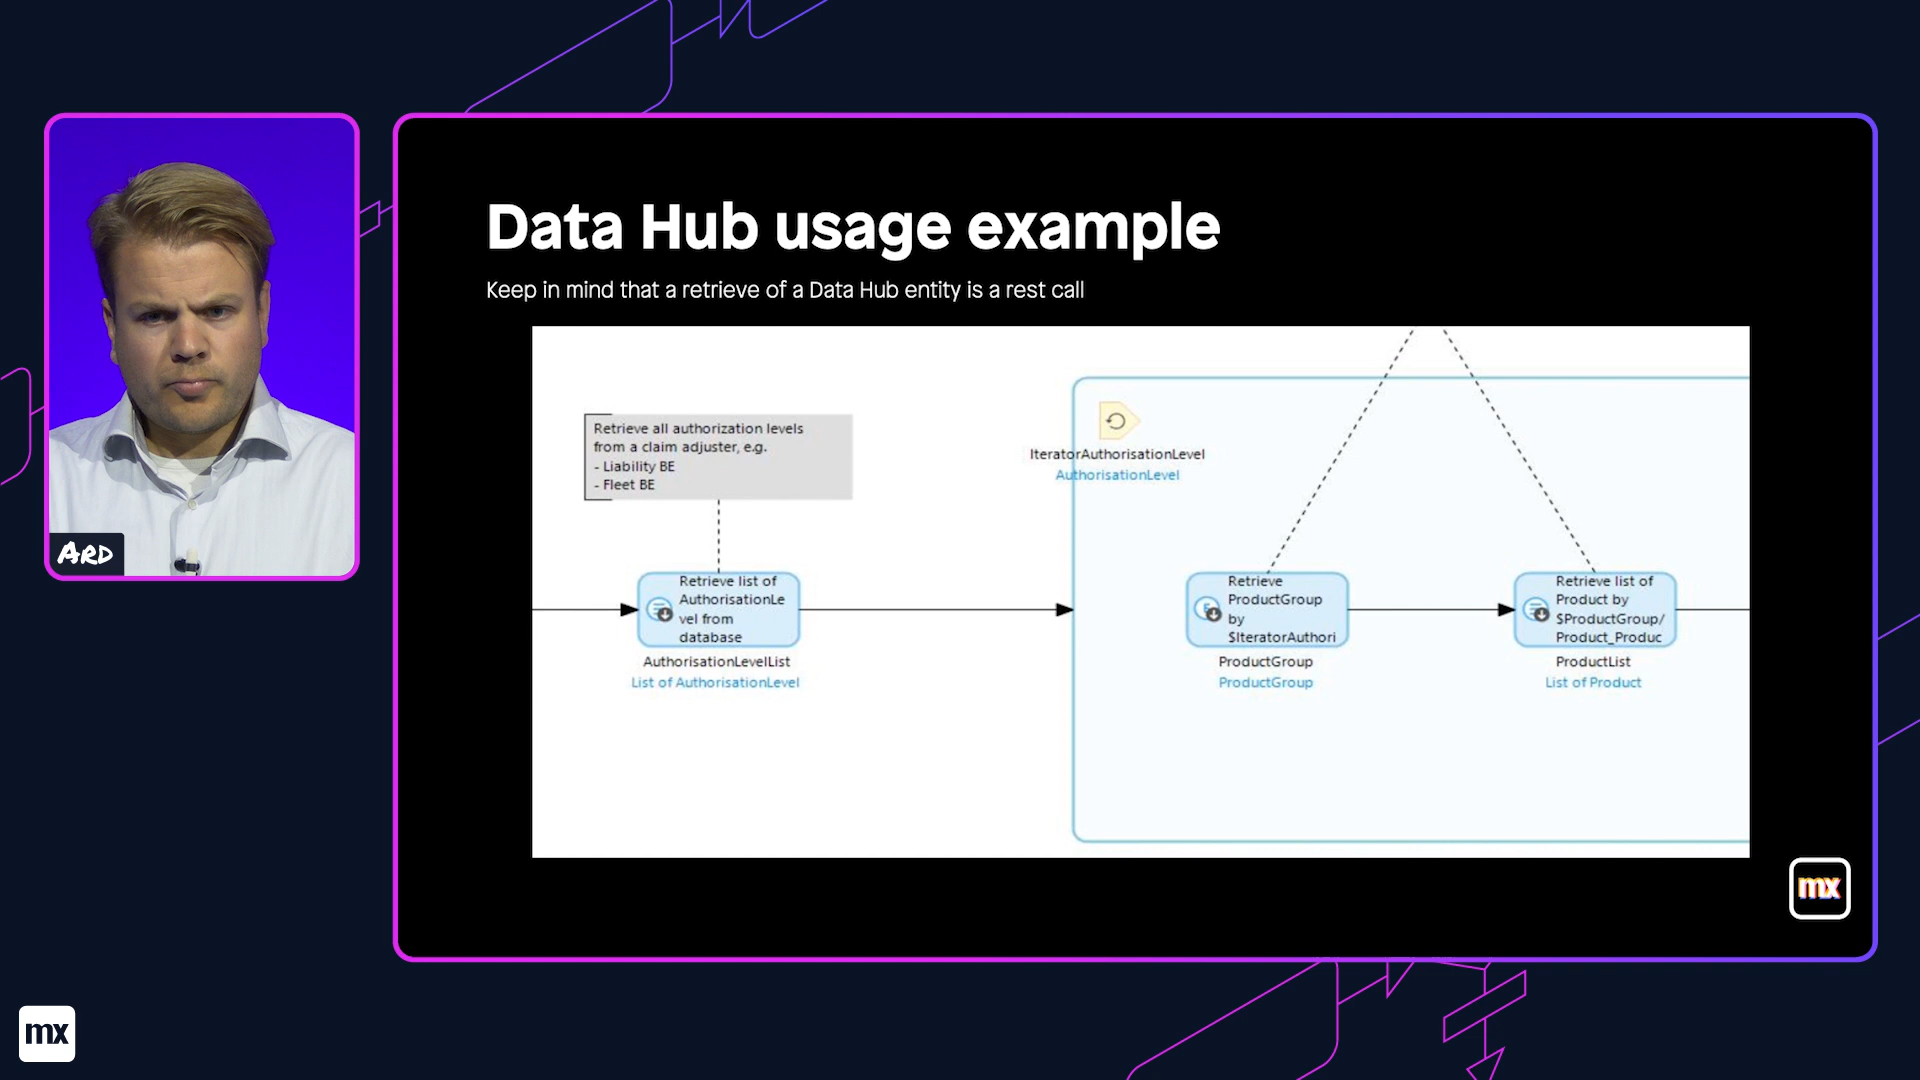 Data Hub usage example
Keep in mind that a retrieve of a Data Hub entity is a rest call
ARD
Retrieve all authorization levels
from a claim adjuster, e.g.
- Liability BE
- Fleet BE
IteratorAuthorisationLevel
AuthorisationLevel
Retrieve list of
AuthorisationLe
vel from
database
AuthorisationLevelList
List of AuthorisationLevel
Retrieve
ProductGroup
by
$IteratorAuthori
ProductGroup
ProductGroup
Retrieve list of
Product by
$ProductGroup/
Product_Produc
ProductList
List of Product
mx
mx